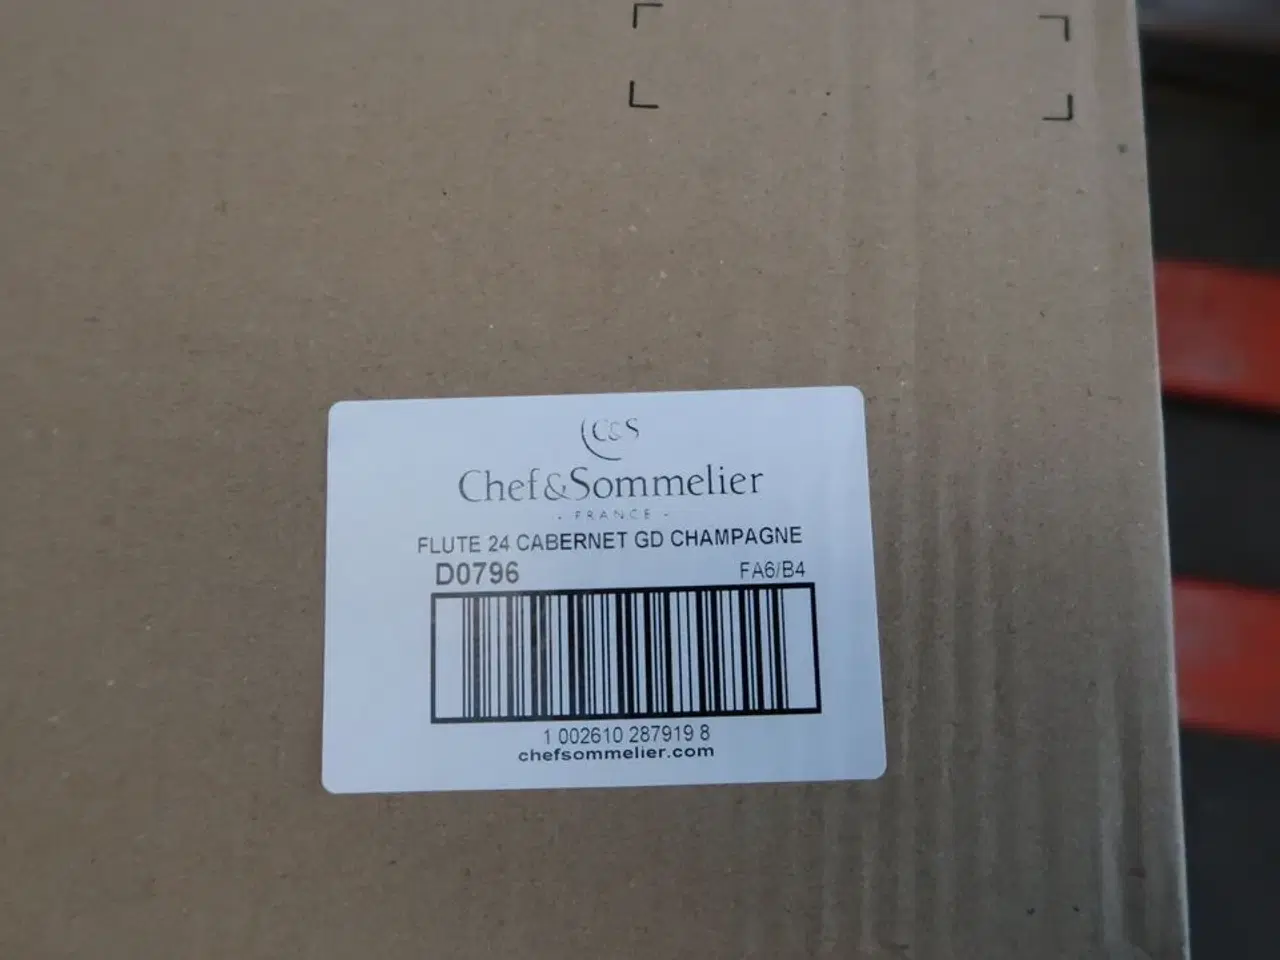 C&S
Chef&Sommelier
- FRANCE -
FLUTE 24 CABERNET GD CHAMPAGNE
D0796 FA6/B4
1 002610 287919 8
chefsommelier.com